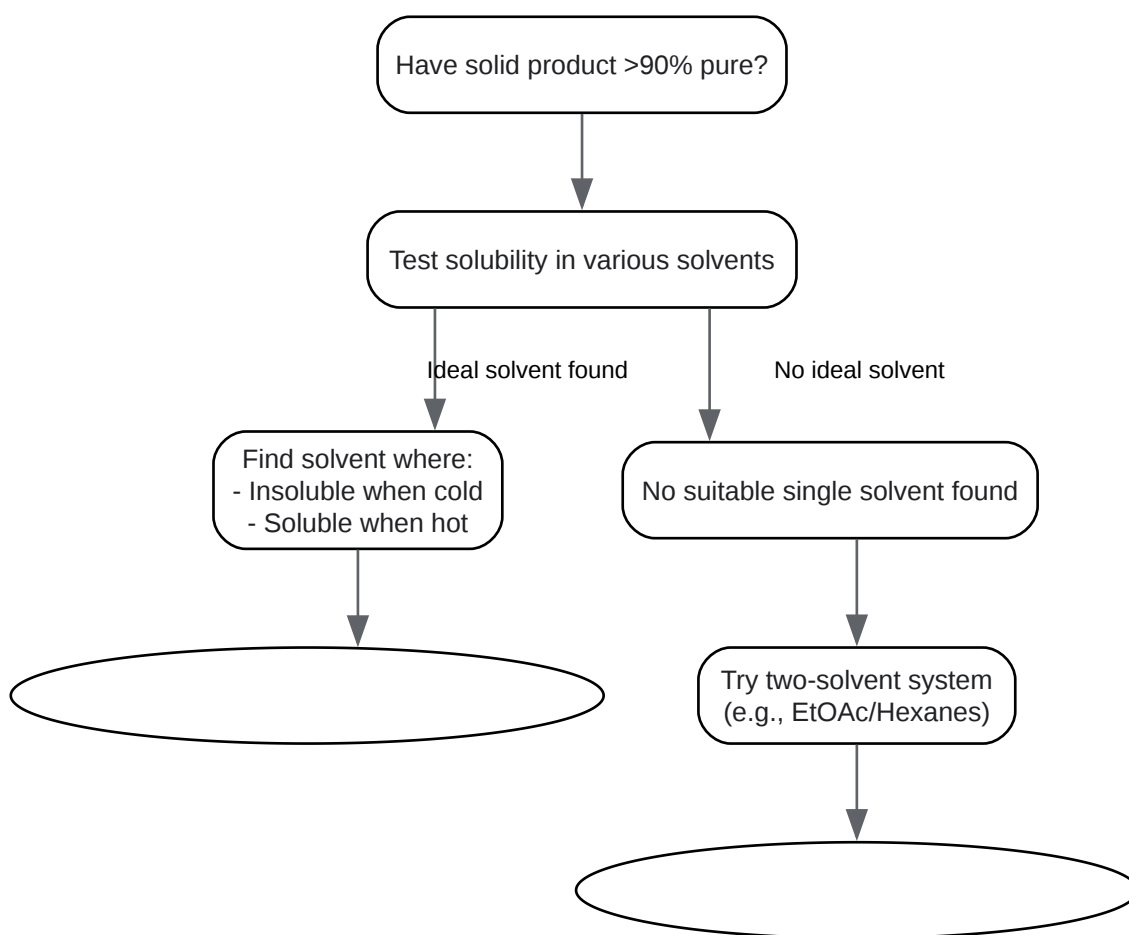 Have solid product >90% pure?
Test solubility in various solvents
Ideal solvent found
No ideal solvent
Find solvent where:
- Insoluble when cold
- Soluble when hot
No suitable single solvent found
Try two-solvent system
(e.g., EtOAc/Hexanes)